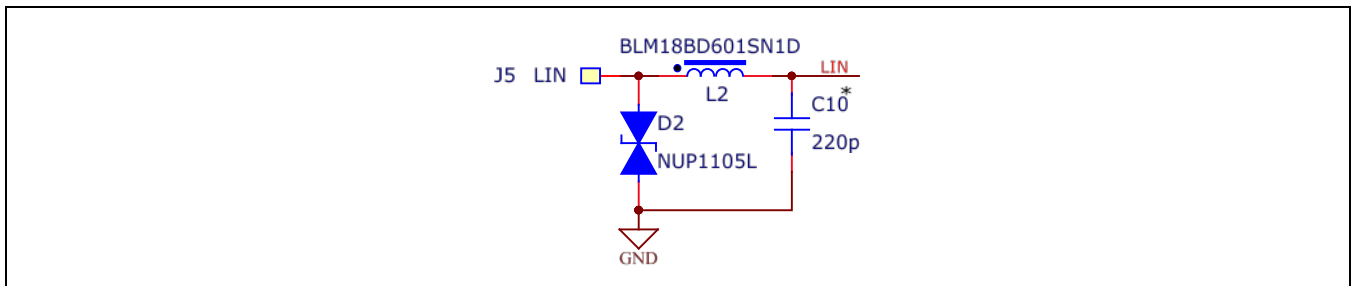 BLM18BD601SN1D
J5 LIN
LIN
L2
*
C10
D2
220p
NUP1105L
GND